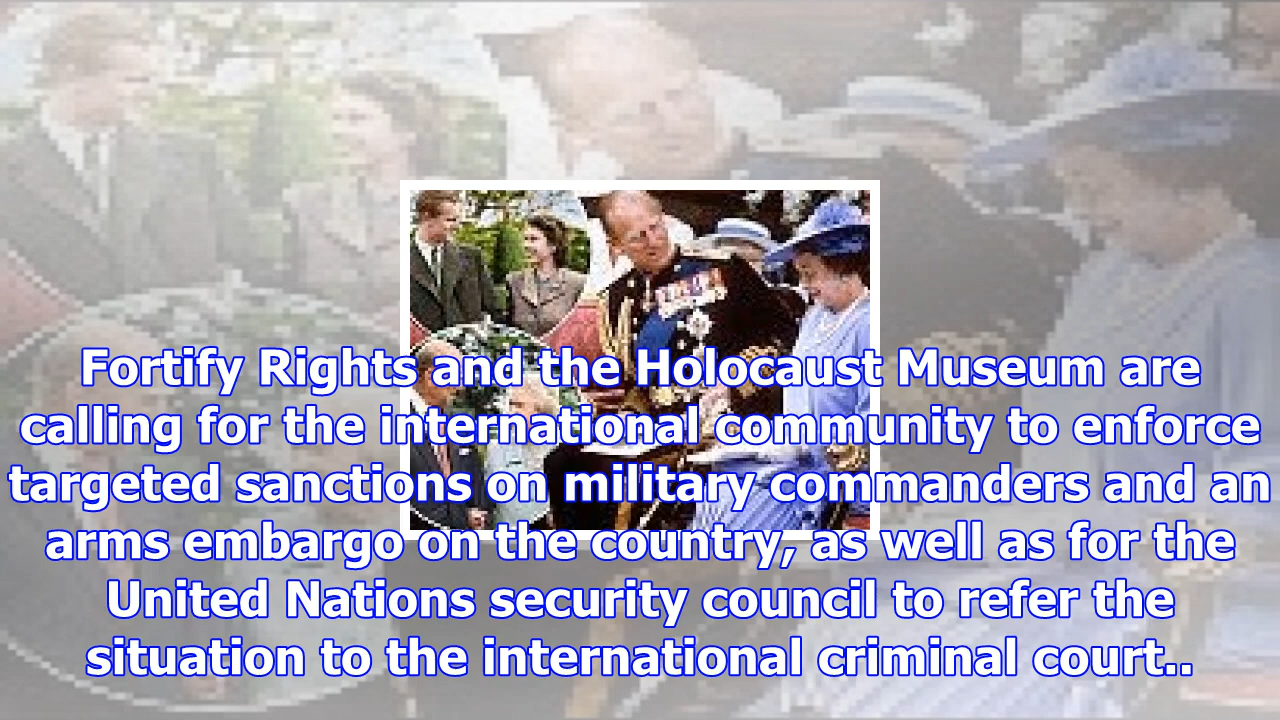 Fortify Rights and the Holocaust Museum are
calling for the international community to enforce
targeted sanctions on military commanders and an
arms embargo on the country, as well as for the
United Nations security council to refer the
situation to the international criminal court..